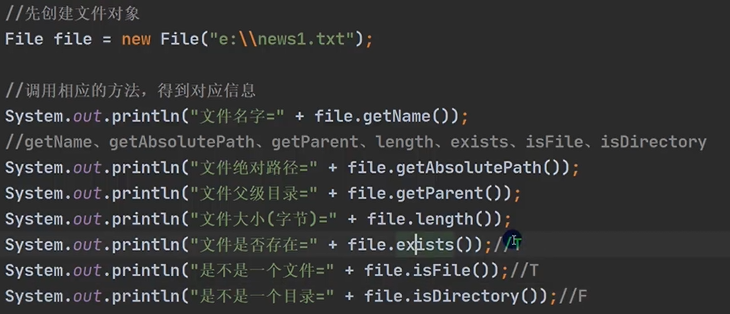 //先创建文件对象
File file = new File("e:\\news1.txt");
//调用相应的方法，得到对应信息
System.out.println("文件名字=" + file.getName());
//getName、getAbsolutePath、getParent、length、exists、isFile、isDirectory
System.out.println("文件绝对路径=" + file.getAbsolutePath());
System.out.println("文件父级目录=" + file.getParent());
System.out.println("文件大小(字节)=" + file.length());
System.out.println("文件是否存在=" + file.exists());//T
System.out.println("是不是一个文件=" + file.isFile());//T
System.out.println("是不是一个目录=" + file.isDirectory());//F